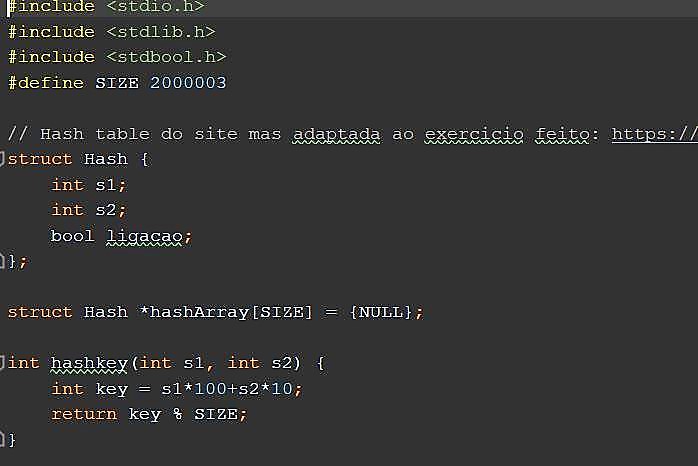 #include <stdio.h>
#include <stdlib.h>
#include <stdbool.h>
#define SIZE 2000003
// Hash table do site mas adaptada ao exercicio feito: https://
struct Hash {
    int s1;
    int s2;
    bool ligacao;
};
struct Hash *hashArray[SIZE] = {NULL};
int hashkey(int s1, int s2) {
    int key = s1*100+s2*10;
    return key % SIZE;
}